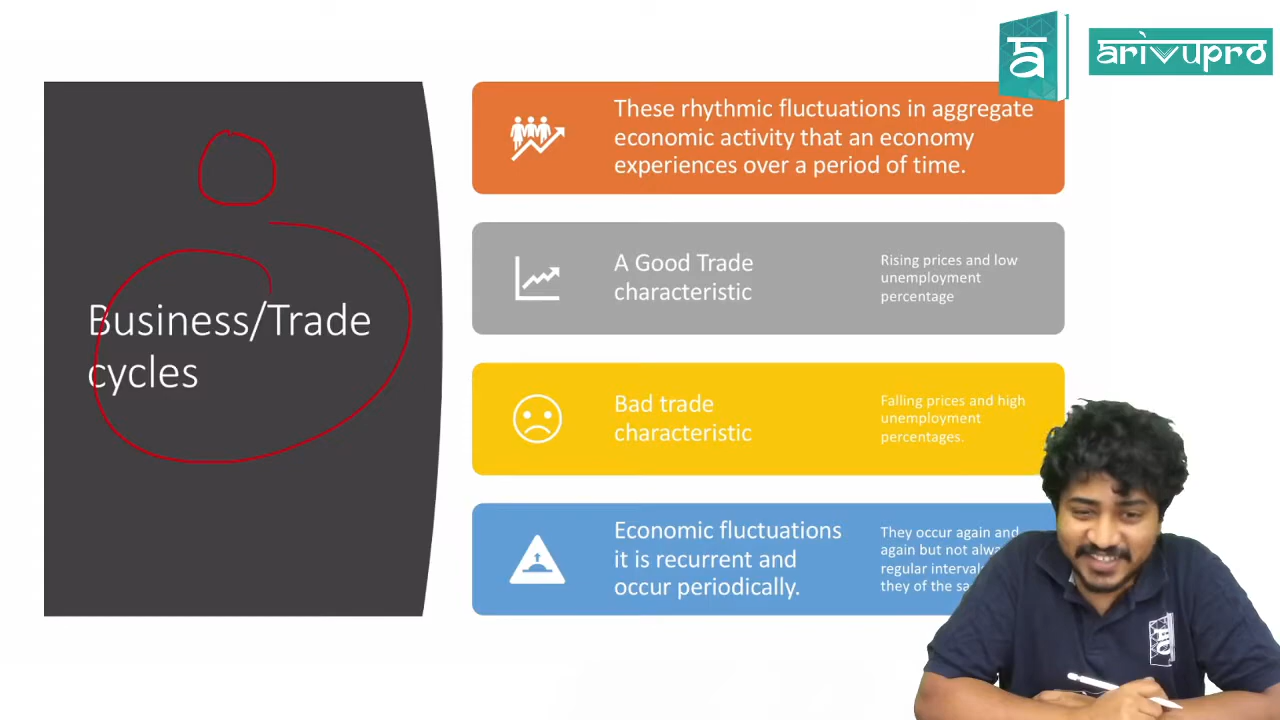 arivupro
Business/Trade
cycles
These rhythmic fluctuations in aggregate
economic activity that an economy
experiences over a period of time.
A Good Trade
characteristic
Rising prices and low
unemployment
percentage
Bad trade
characteristic
Falling prices and high
unemployment
percentages.
Economic fluctuations
it is recurrent and
occur periodically.
They occur again and
again but not
regular
they of the